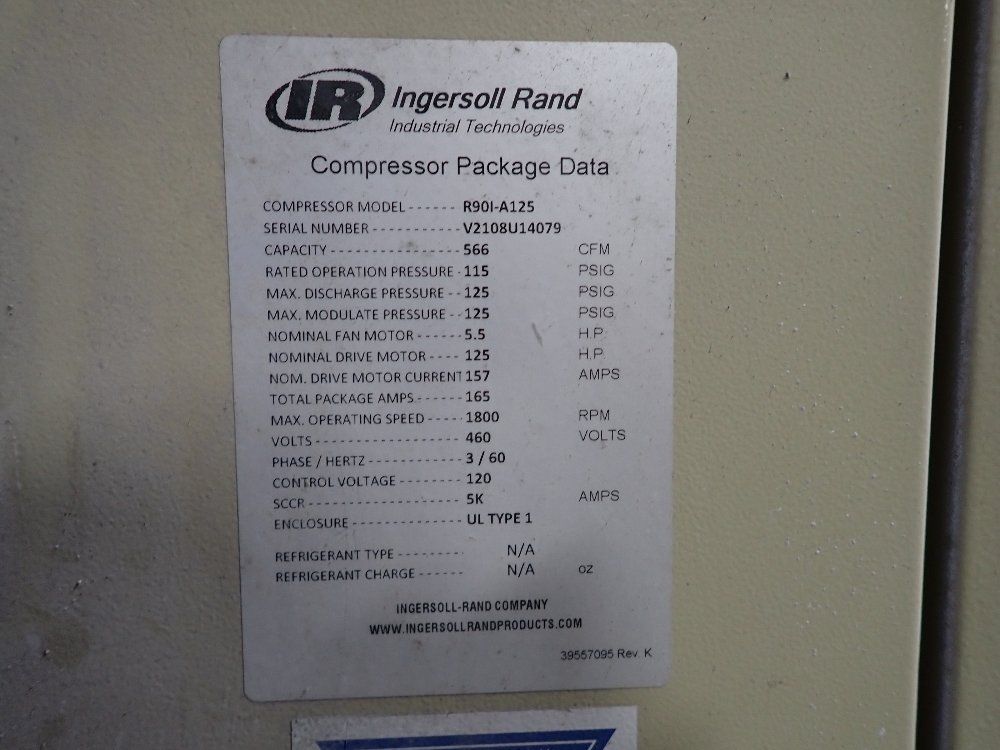 IR Ingersoll Rand
Industrial Technologies
Compressor Package Data
COMPRESSOR MODEL - - - - - - R90I-A125
SERIAL NUMBER - - - - - - - - - - - V2108U14079
CAPACITY - - - - - - - - - - - - - - - - - 566 CFM
RATED OPERATION PRESSURE - 115 PSIG
MAX. DISCHARGE PRESSURE - - 125 PSIG
MAX. MODULATE PRESSURE - - 125 PSIG
NOMINAL FAN MOTOR - - - - - - 5.5 H.P.
NOMINAL DRIVE MOTOR - - - - 125 H.P.
NOM. DRIVE MOTOR CURRENT 157 AMPS
TOTAL PACKAGE AMPS - - - - - - 165
MAX. OPERATING SPEED - - - - - 1800 RPM
VOLTS - - - - - - - - - - - - - - - - - - - 460 VOLTS
PHASE / HERTZ - - - - - - - - - - - - 3 / 60
CONTROL VOLTAGE - - - - - - - - 120
SCCR - - - - - - - - - - - - - - - - - - - - 5K AMPS
ENCLOSURE - - - - - - - - - - - - - - UL TYPE 1
REFRIGERANT TYPE - - - - - - - - N/A
REFRIGERANT CHARGE - - - - - - N/A oz
INGERSOLL-RAND COMPANY
WWW.INGERSOLLRANDPRODUCTS.COM
39557095 Rev. K